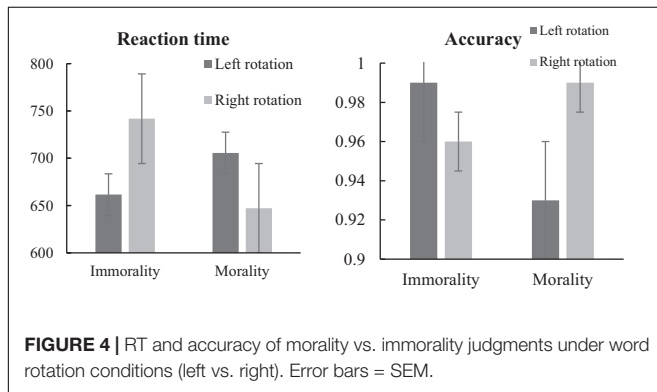 Reaction time
Left rotation
Right rotation
800
750
700
650
600
Immorality
Morality
Accuracy
Left rotation
Right rotation
1
0.98
0.96
0.94
0.92
0.9
Immorality
Morality
FIGURE 4 | RT and accuracy of morality vs. immorality judgments under word
rotation conditions (left vs. right). Error bars = SEM.